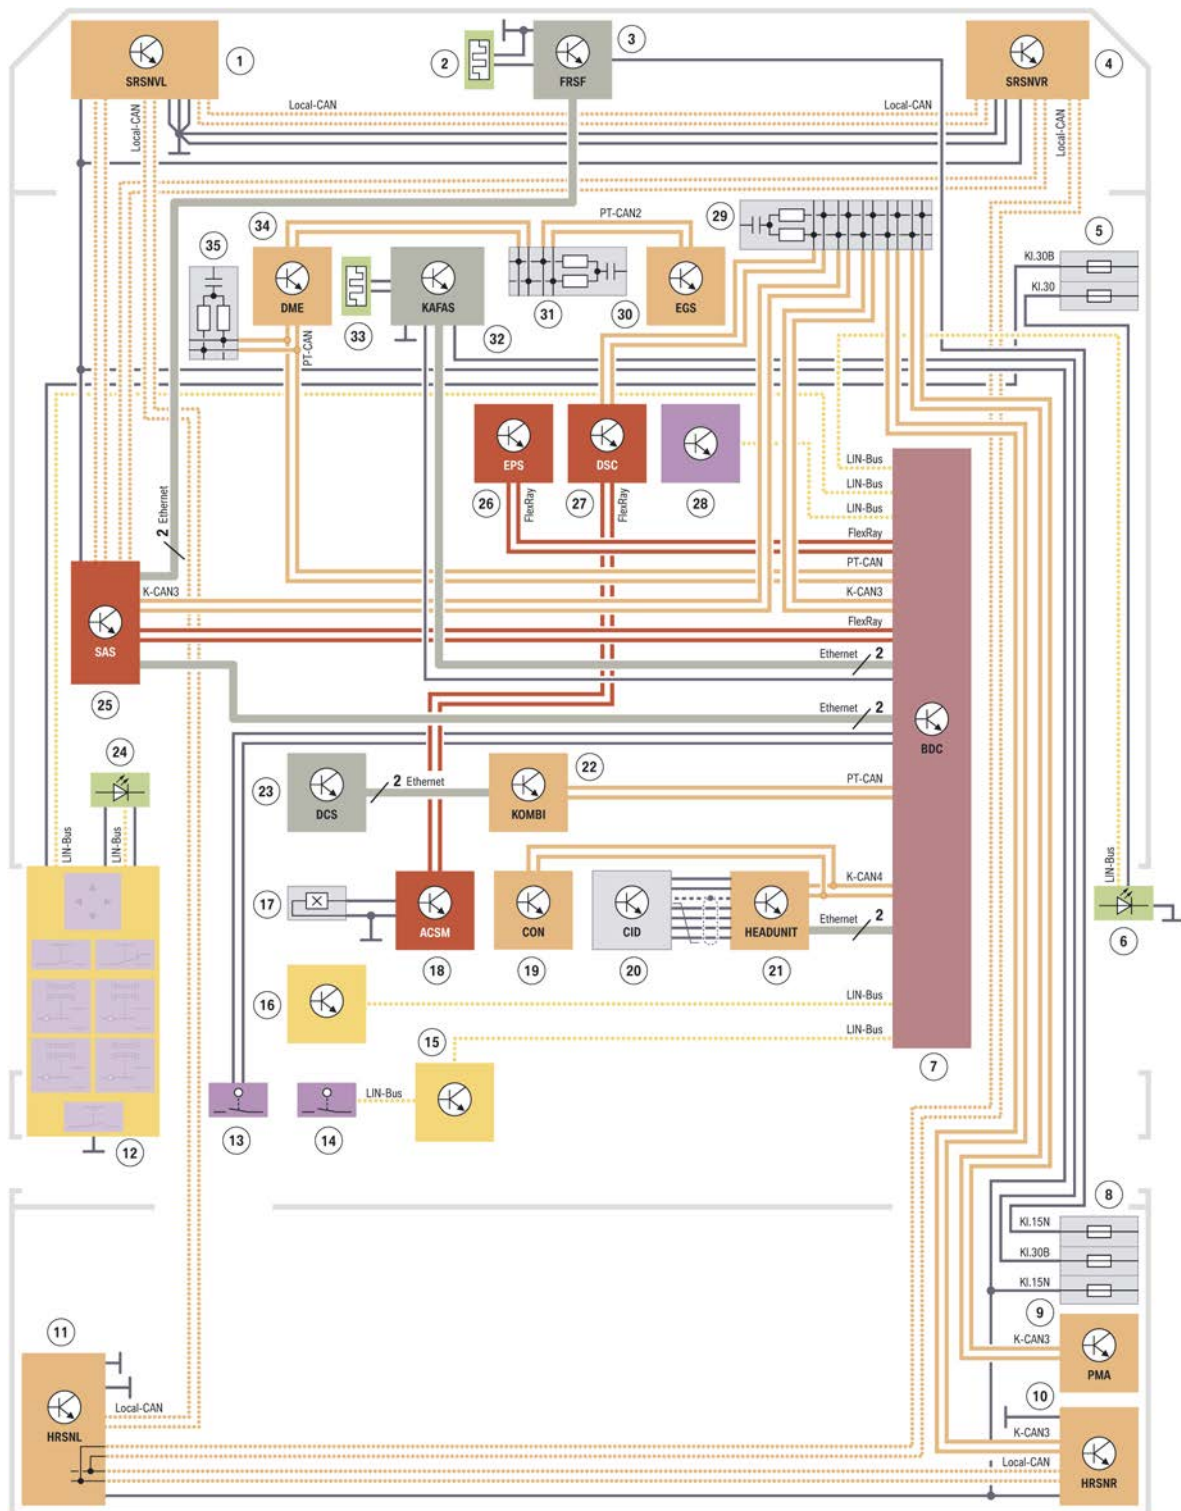 SRSNVL
1
2
3
FRSF
SRSNVR
4
Local-CAN
Local-CAN
Local-CAN
Local-CAN
PT-CAN2
29
34
35
5
Kl.30B
DME
KAFAS
EGS
Kl.30
31
30
33
32
PT-CAN
EPS
DSC
LIN-Bus
26
27
28
LIN-Bus
FlexRay
FlexRay
LIN-Bus
2 Ethernet
FlexRay
PT-CAN
K-CAN3
K-CAN3
FlexRay
SAS
Ethernet 2
25
Ethernet 2
BDC
24
22
2 Ethernet
PT-CAN
23
DCS
KOMBI
LIN-Bus
LIN-Bus
LIN-Bus
K-CAN4
17
Ethernet 2
ACSM
CON
CID
HEADUNIT
6
18
19
20
21
16
LIN-Bus
15
LIN-Bus
7
LIN-Bus
12
13
14
8
Kl.15N
Kl.30B
Kl.15N
9
11
K-CAN3
PMA
10
Local-CAN
K-CAN3
HRSNL
Local-CAN
HRSNR